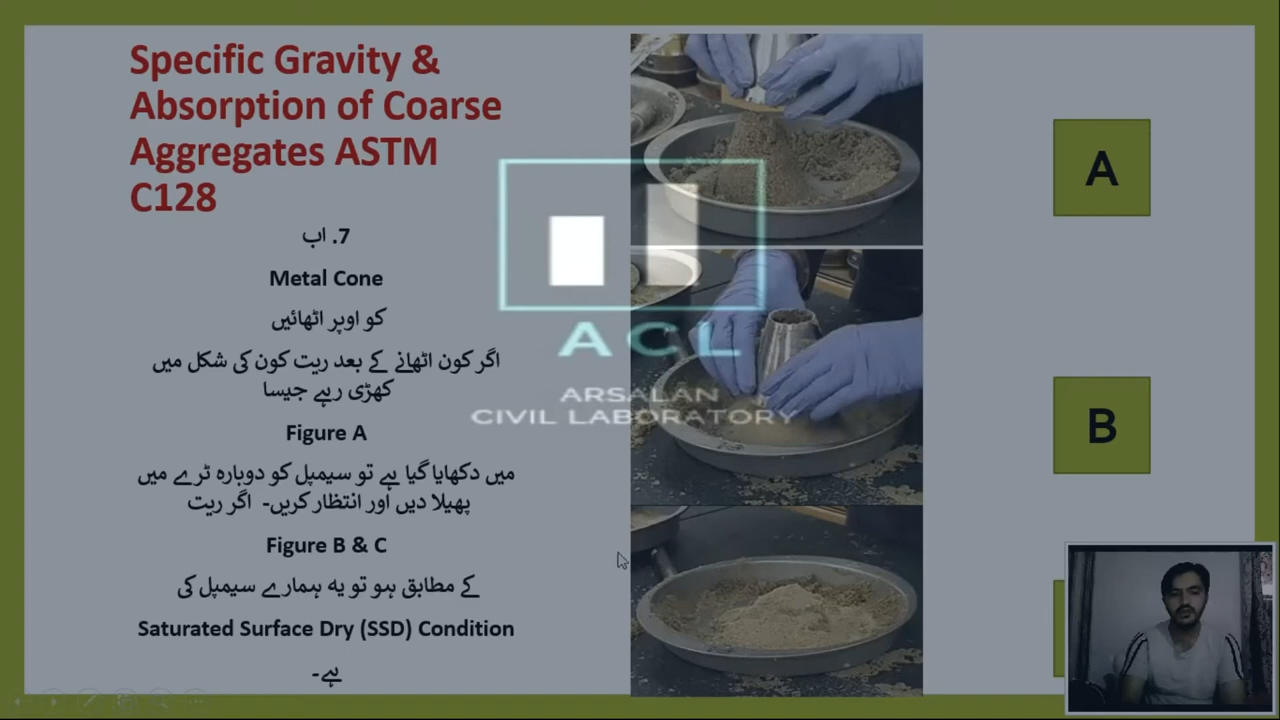 Specific Gravity &
Absorption of Coarse
Aggregates ASTM
C128
7. اب
Metal Cone
کو اوپر اٹھائیں
اگر کون اٹھانے کے بعد ریت کون کی شکل میں
کھڑی رہے جیسا
Figure A
میں دکھایا گیا ہے تو سیمپل کو دوبارہ ٹرے میں
پھیلا دیں اور انتظار کریں- اگر ریت
Figure B & C
کے مطابق ہو تو یہ ہمارے سیمپل کی
Saturated Surface Dry (SSD) Condition
ہے-
A
B
ACL
ARSALAN
CIVIL LABORATORY